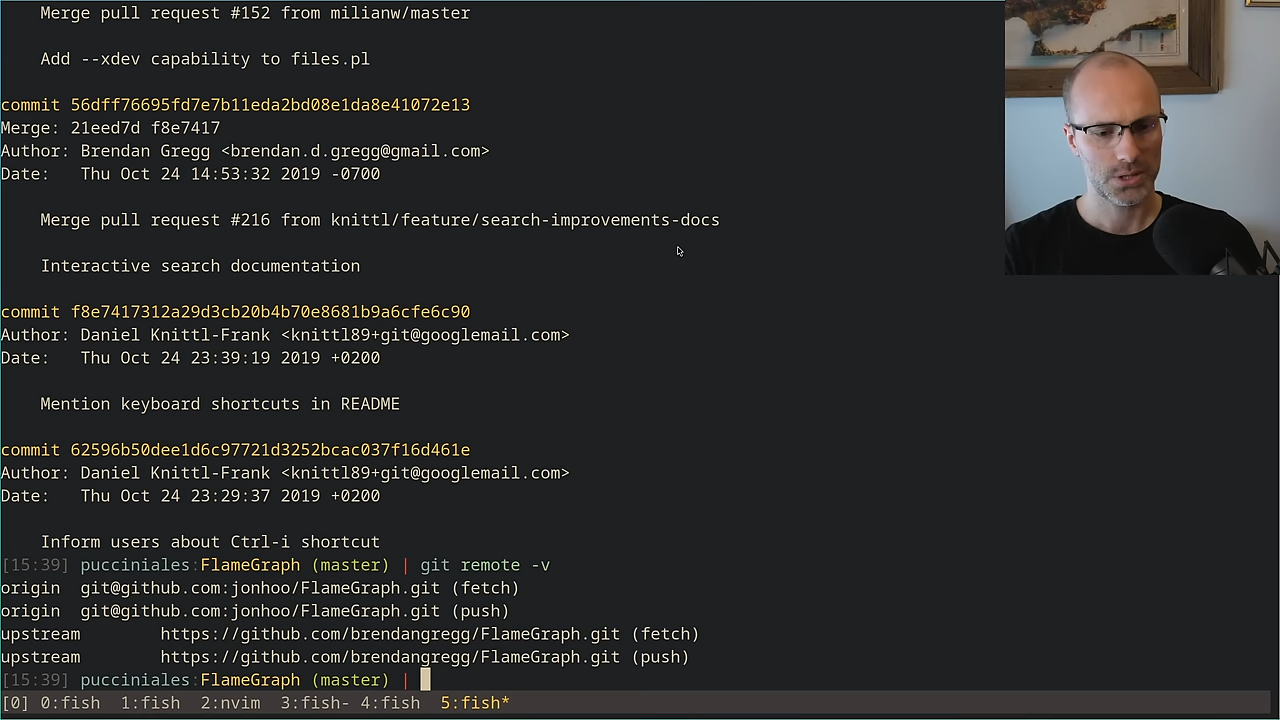 Merge pull request #152 from milianw/master
Add --xdev capability to files.pl
commit 56dff76695fd7e7b11eda2bd08e1da8e41072e13
Merge: 21eed7d f8e7417
Author: Brendan Gregg <brendan.d.gregg@gmail.com>
Date:   Thu Oct 24 14:53:32 2019 -0700
Merge pull request #216 from knittl/feature/search-improvements-docs
Interactive search documentation
commit f8e7417312a29d3cb20b4b70e8681b9a6cfe6c90
Author: Daniel Knittl-Frank <knittl89+git@googlemail.com>
Date:   Thu Oct 24 23:39:19 2019 +0200
Mention keyboard shortcuts in README
commit 62596b50dee1d6c97721d3252bcac037f16d461e
Author: Daniel Knittl-Frank <knittl89+git@googlemail.com>
Date:   Thu Oct 24 23:29:37 2019 +0200
Inform users about Ctrl-i shortcut
[15:39] pucciniales:FlameGraph (master) | git remote -v
origin  git@github.com:jonhoo/FlameGraph.git (fetch)
origin  git@github.com:jonhoo/FlameGraph.git (push)
upstream        https://github.com/brendangregg/FlameGraph.git (fetch)
upstream        https://github.com/brendangregg/FlameGraph.git (push)
[15:39] pucciniales:FlameGraph (master) |
[0] 0:fish  1:fish  2:nvim  3:fish- 4:fish  5:fish*